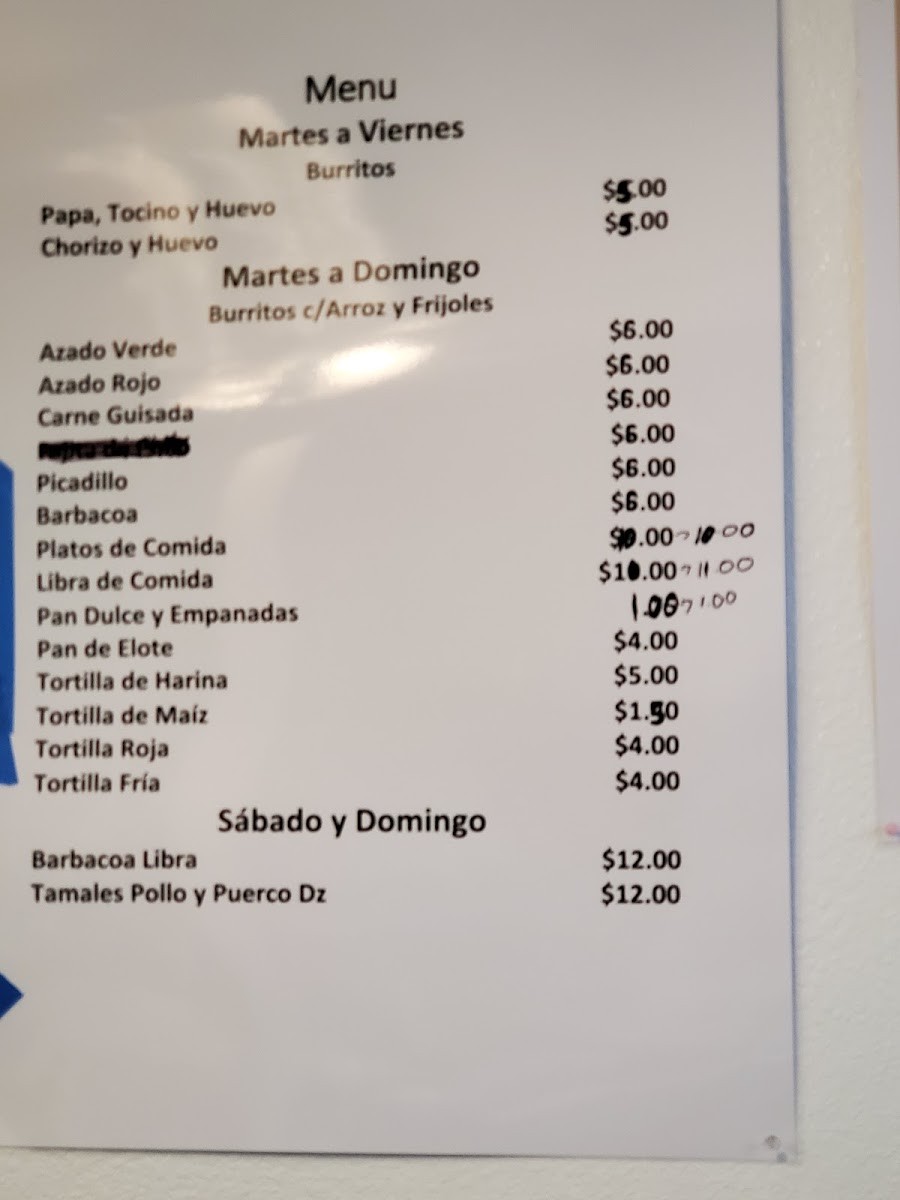 Menu
Martes a Viernes
Burritos
Papa, Tocino y Huevo $5.00
Chorizo y Huevo $5.00
Martes a Domingo
Burritos c/Arroz y Frijoles
Azado Verde $6.00
Azado Rojo $6.00
Carne Guisada $6.00
$6.00
Picadillo $6.00
Barbacoa $6.00
Platos de Comida 10.00
Libra de Comida 11.00
Pan Dulce y Empanadas 1.00 1.00
Pan de Elote $4.00
Tortilla de Harina $5.00
Tortilla de Maíz $1.50
Tortilla Roja $4.00
Tortilla Fría $4.00
Sábado y Domingo
Barbacoa Libra $12.00
Tamales Pollo y Puerco Dz $12.00